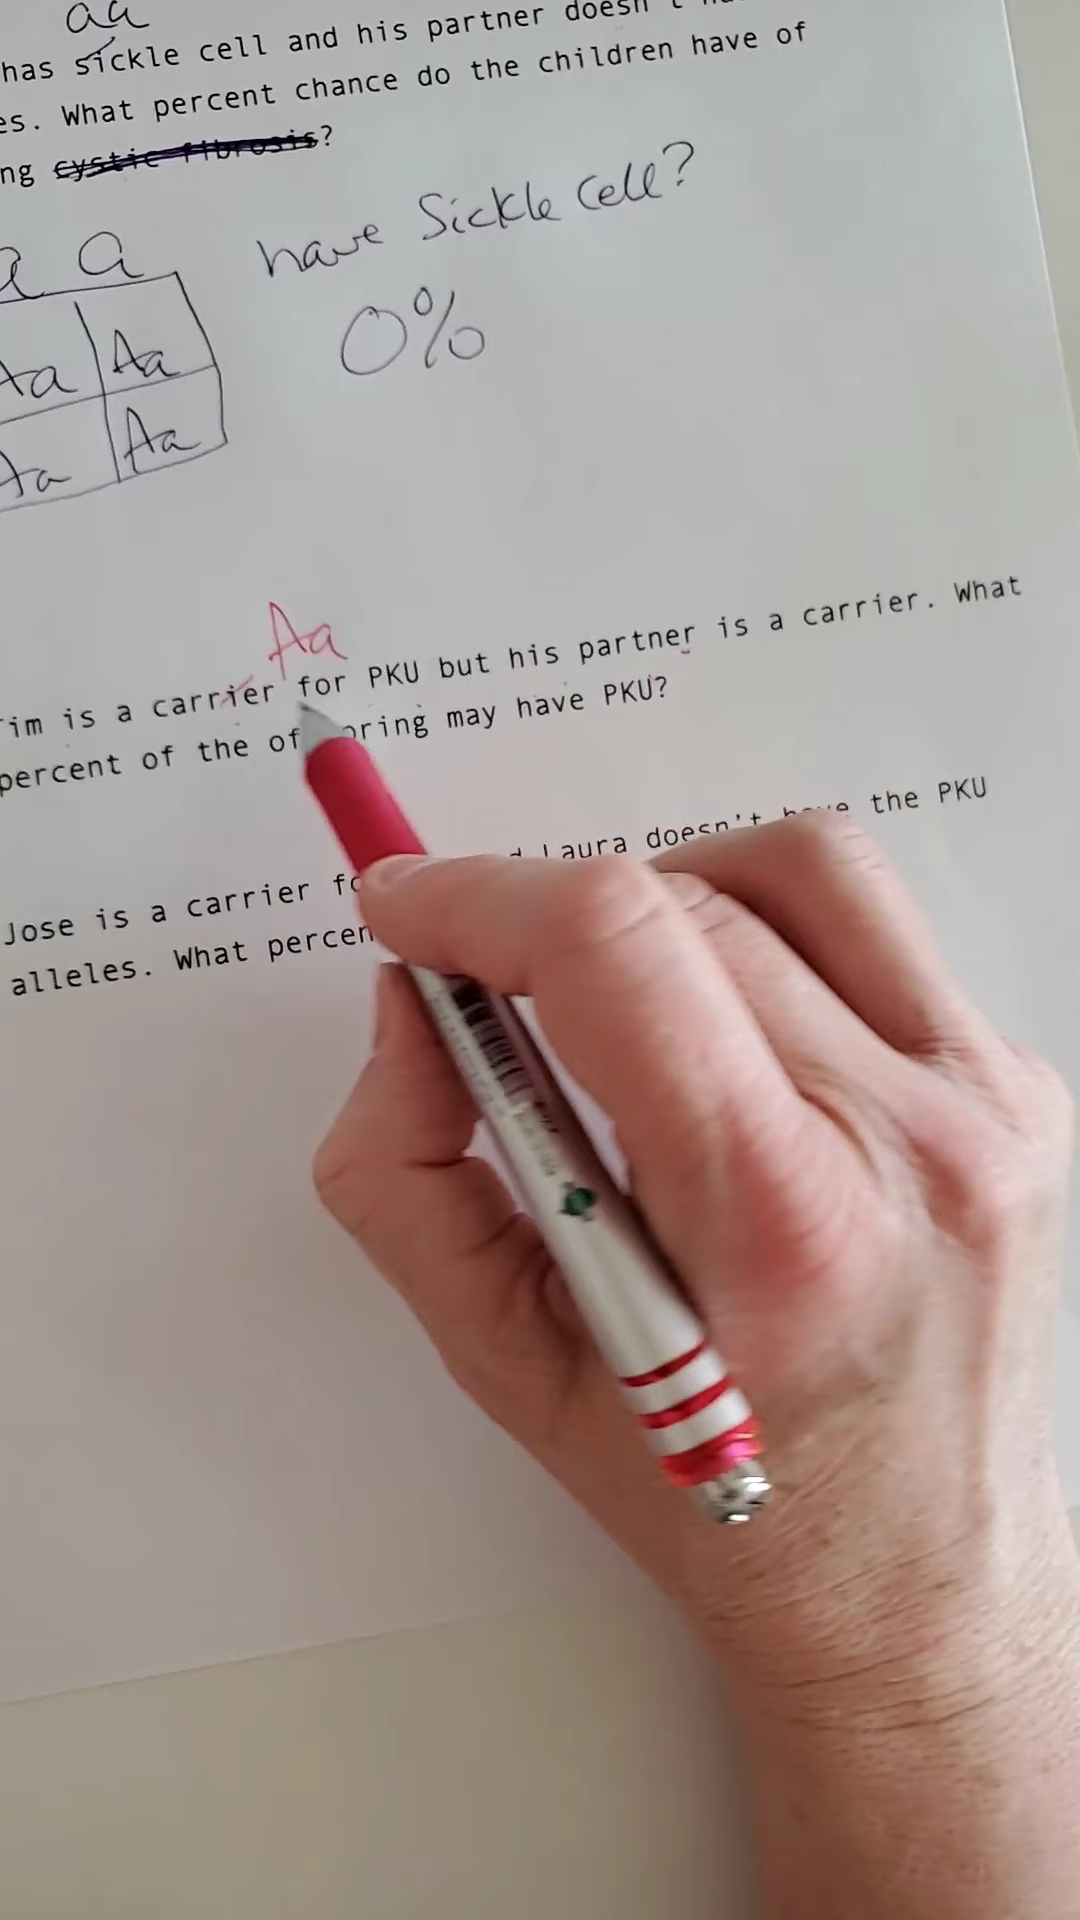 aa
has sickle cell and his partner doesn't
es. What percent chance do the children have of
ng cystic fibrosis?
have Sickle Cell?
a a
0%
Aa Aa
Aa Aa
Aa
im is a carrier for PKU but his partner is a carrier. What
percent of the of pring may have PKU?
Jose is a carrier fo d Laura doesn't have the PKU
alleles. What percen